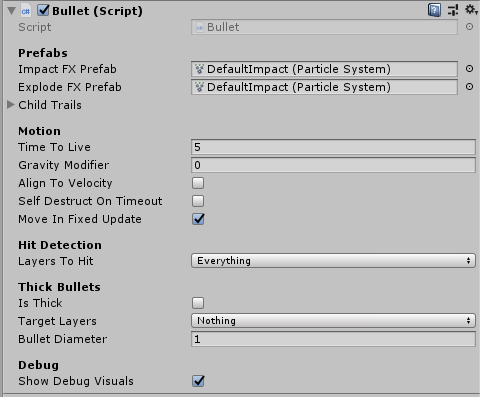 Bullet (Script)
Script Bullet
Prefabs
Impact FX Prefab DefaultImpact (Particle System)
Explode FX Prefab DefaultImpact (Particle System)
Child Trails
Motion
Time To Live 5
Gravity Modifier 0
Align To Velocity
Self Destruct On Timeout
Move In Fixed Update
Hit Detection
Layers To Hit Everything
Thick Bullets
Is Thick
Target Layers Nothing
Bullet Diameter 1
Debug
Show Debug Visuals